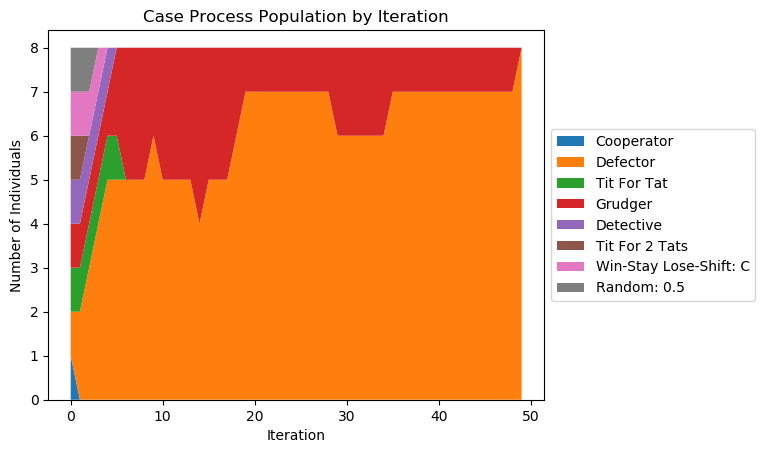 Case Process Population by Iteration
Number of Individuals
8
7
6
5
4
3
2
1
0
0 10 20 30 40 50
Iteration
Cooperator
Defector
Tit For Tat
Grudger
Detective
Tit For 2 Tats
Win-Stay Lose-Shift: C
Random: 0.5